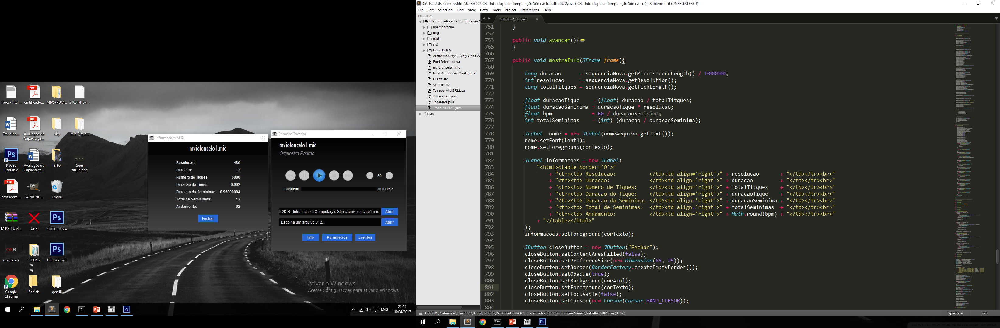 Troca-Titul...
certificado...
MIPS-PUM...
20631-NSV...
Trabalho...
Avaliação da Capacitaçã...
bkp
MidiPlaye...
PSCS6 Portable
Avaliação da Capacitaçã...
B-99
Sem título.png
passagem...
14250-NP...
Lixeira
MIPS-PUM...
UnB
music-play...
OSB
magre.exe
TETRIS
buttons.psd
Google Chrome
Sabiah
gervill
Informacoes MIDI
mvioloncelo1.mid
Resolucao: 480
Duracao: 12
Numero de Tiques: 6000
Duracao do Tique: 0.002
Duracao da Seminima: 0.96000004
Total de Seminimas: 12
Andamento: 62
Fechar
Primeiro Tocador
mvioloncelo1.mid
Orquestra Padrao
50
00:00:00 00:00:12
IC\ICS - Introdução a Computação Sônica\mvioloncelo1.mid Abrir
Escolha um arquivo SF2... Abrir
Info Parametros Eventos
Ativar o Windows
Acesse Configurações para ativar o Windows.
ENG
21:24
10/04/2017
C:\Users\Usuário\Desktop\UnB\CIC\ICS - Introdução a Computação Sônica\TrabalhoGUI2.java (ICS - Introdução a Computação Sônica, src) - Sublime Text (UNREGISTERED)
File Edit Selection Find View Goto Tools Project Preferences Help
FOLDERS
ICS - Introdução a Computação S
apresentacao
img
mid
sf2
trabalhaICS
Arctic Monkeys - Only Ones W
FontSelector.java
mvioloncelo1.mid
NeverGonnaGiveYouUp.mid
PCLite.sf2
Scratch.sf2
TocadorMidiSF2.java
TocadorXis.java
TocaMidi.java
TrabalhoGUI2.java
src
TrabalhoGUI2.java
751 }
752
753 public void avancar(){
765 }
766
767 public void mostraInfo(JFrame frame){
768
769 long duracao = sequenciaNova.getMicrosecondLength() / 1000000;
770 int resolucao = sequenciaNova.getResolution();
771 long totalTitques = sequenciaNova.getTickLength();
772
773 float duracaoTique = (float) duracao / totalTitques;
774 float duracaoSeminima = duracaoTique * resolucao;
775 float bpm = 60 / duracaoSeminima;
776 int totalSeminimas = (int) (duracao / duracaoSeminima);
777
778 JLabel nome = new JLabel(nomeArquivo.getText());
779 nome.setFont(font1);
780 nome.setForeground(corTexto);
781
782 JLabel informacoes = new JLabel(
783 "<html><table border='0'>"
784 + "<tr><td> Resolucao: </td><td align='right'>" + resolucao + "</td></tr><br>"
785 + "<tr><td> Duracao: </td><td align='right'>" + duracao + "</td></tr><br>"
786 + "<tr><td> Numero de Tiques: </td><td align='right'>" + totalTitques + "</td></tr><br>"
787 + "<tr><td> Duracao do Tique: </td><td align='right'>" + duracaoTique + "</td></tr><br>"
788 + "<tr><td> Duracao da Seminima: </td><td align='right'>" + duracaoSeminima + "</td></tr><br>"
789 + "<tr><td> Total de Seminimas: </td><td align='right'>" + totalSeminimas + "</td></tr><br>"
790 + "<tr><td> Andamento: </td><td align='right'>" + Math.round(bpm) + "</td></tr><br>"
791 + "</table></html>"
792 );
793 informacoes.setForeground(corTexto);
794
795 JButton closeButton = new JButton("Fechar");
796 closeButton.setContentAreaFilled(false);
797 closeButton.setPreferredSize(new Dimension(65, 25));
798 closeButton.setBorder(BorderFactory.createEmptyBorder());
799 closeButton.setOpaque(true);
800 closeButton.setBackground(corAzul);
801 closeButton.setForeground(corTexto);
802 closeButton.setFocusable(false);
803 closeButton.setCursor(new Cursor(Cursor.HAND_CURSOR));
804
Line 801, Column 45; Saved C:\Users\Usuário\Desktop\UnB\CIC\ICS - Introdução a Computação Sônica\TrabalhoGUI2.java (UTF-8)
Spaces: 4
Java